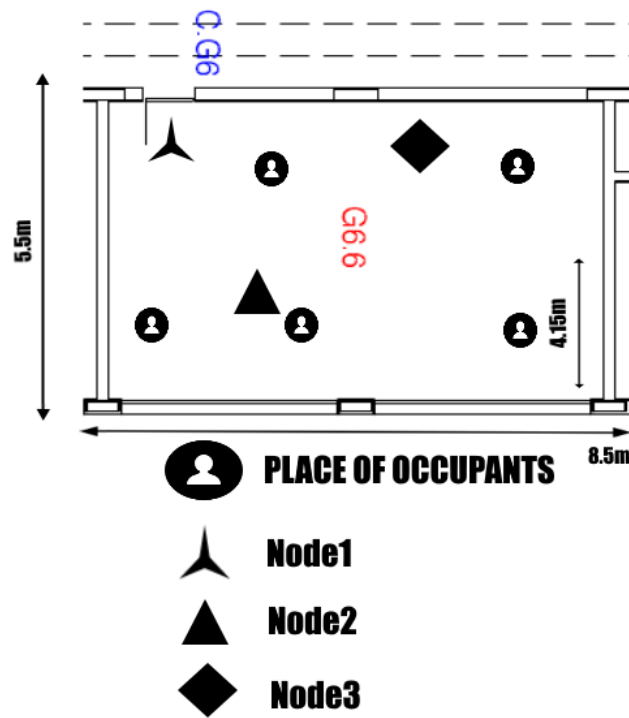 C.G6
5.5m
G6.6
4.15m
8.5m
PLACE OF OCCUPANTS
Node1
Node2
Node3